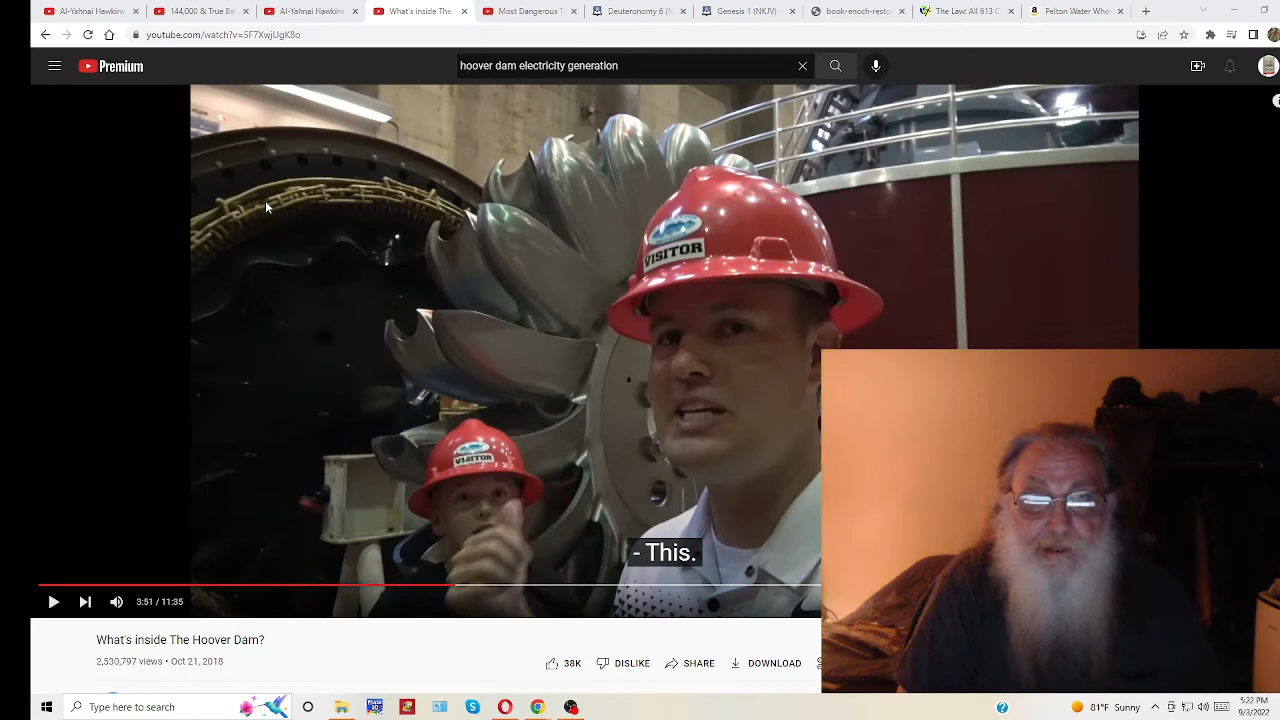 Al-Yahnai Hawkins
144,000 & True Be
Al-Yahnai Hawkins
What's inside The
Most Dangerous T
Deuteronomy 6 (N
Genesis 1 (NKJV) -
book-enoch-resto
The Law: All 613 C
Pelton Water Whee
youtube.com/watch?v=5F7XwjUgK8o
Premium
hoover dam electricity generation
VISITOR
VISITOR
- This.
3:51 / 11:35
What's inside The Hoover Dam?
2,530,797 views • Oct 21, 2018
38K
DISLIKE
SHARE
DOWNLOAD
Type here to search
81°F Sunny
5:22 PM
9/3/2022